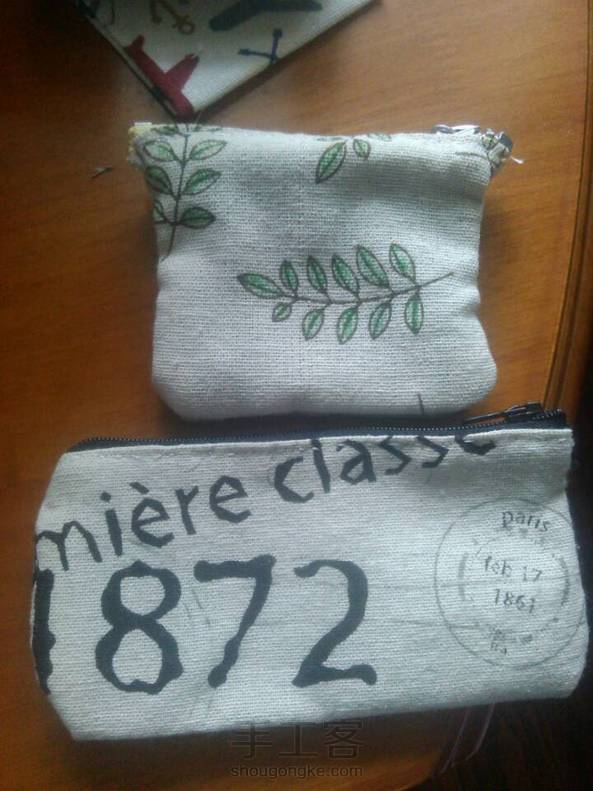 mière classe
1872
paris
feb 17
1861
手工客
shougongke.com